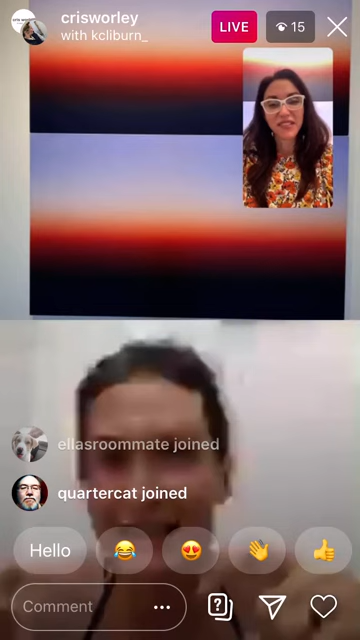 crisworley
with kcliburn_
LIVE
15
ellasroommate joined
quartercat joined
Hello
Comment